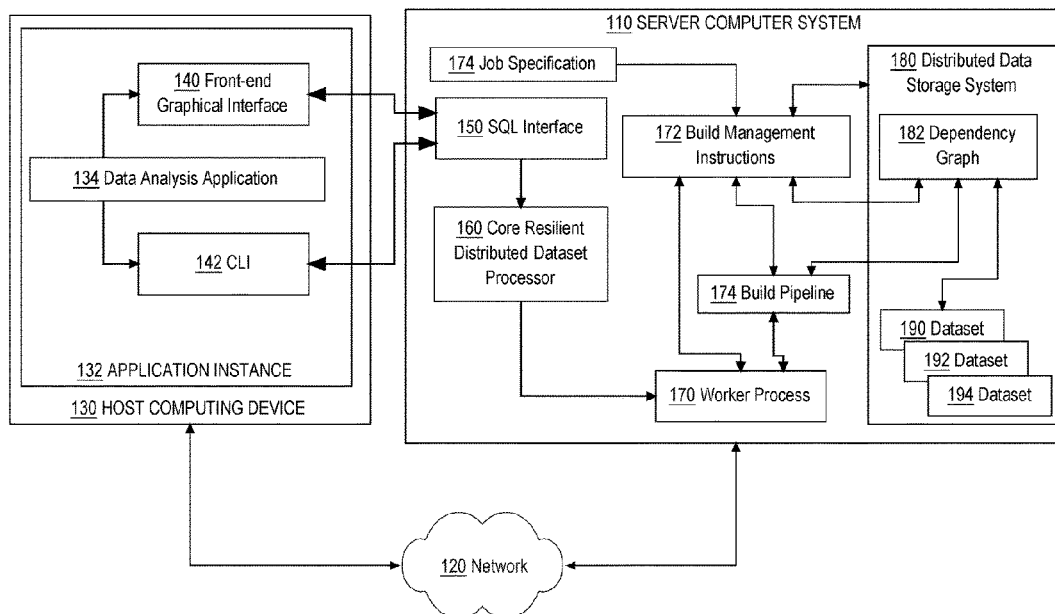 110 SERVER COMPUTER SYSTEM
174 Job Specification
180 Distributed Data
Storage System
140 Front-end
Graphical Interface
150 SQL Interface
172 Build Management
Instructions
182 Dependency
Graph
134 Data Analysis Application
160 Core Resilient
Distributed Dataset
Processor
142 CLI
174 Build Pipeline
190 Dataset
192 Dataset
194 Dataset
132 APPLICATION INSTANCE
170 Worker Process
130 HOST COMPUTING DEVICE
120 Network